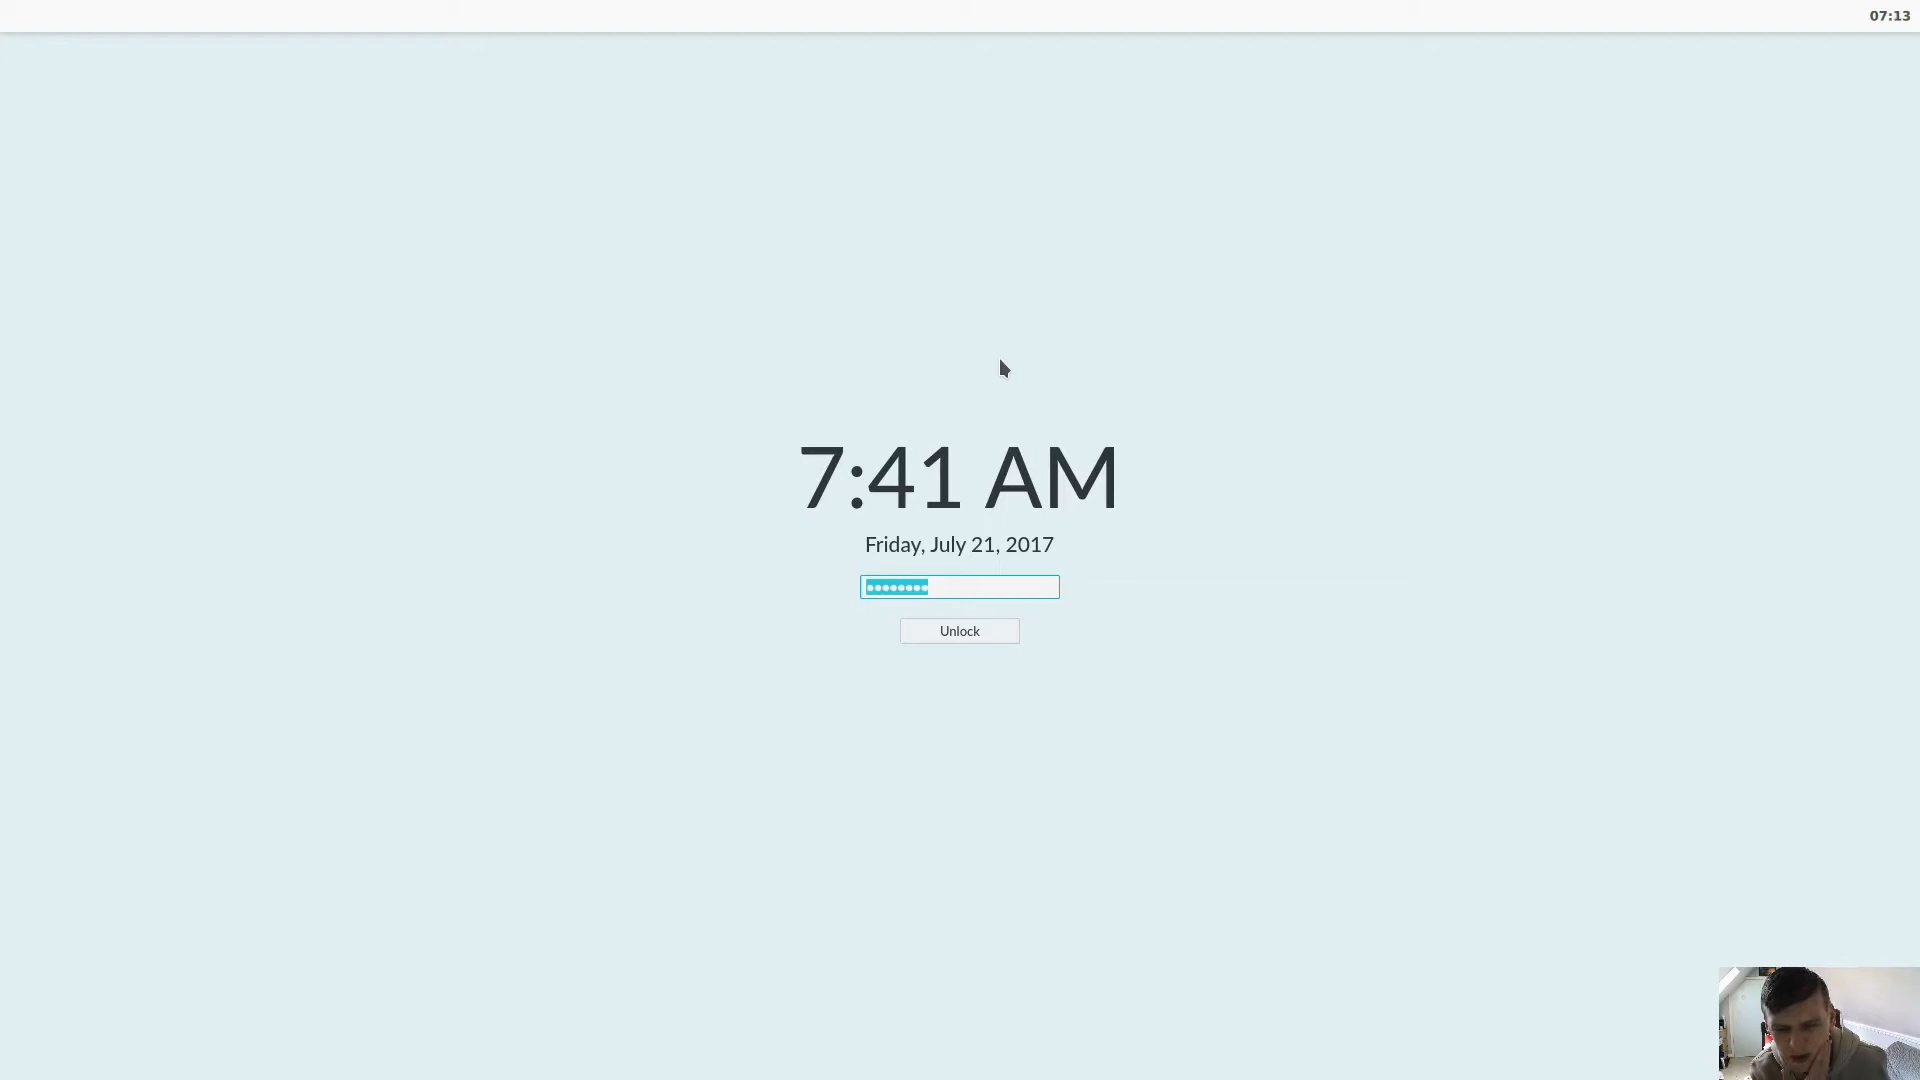 07:13
7:41 AM
Friday, July 21, 2017
••••••••
Unlock